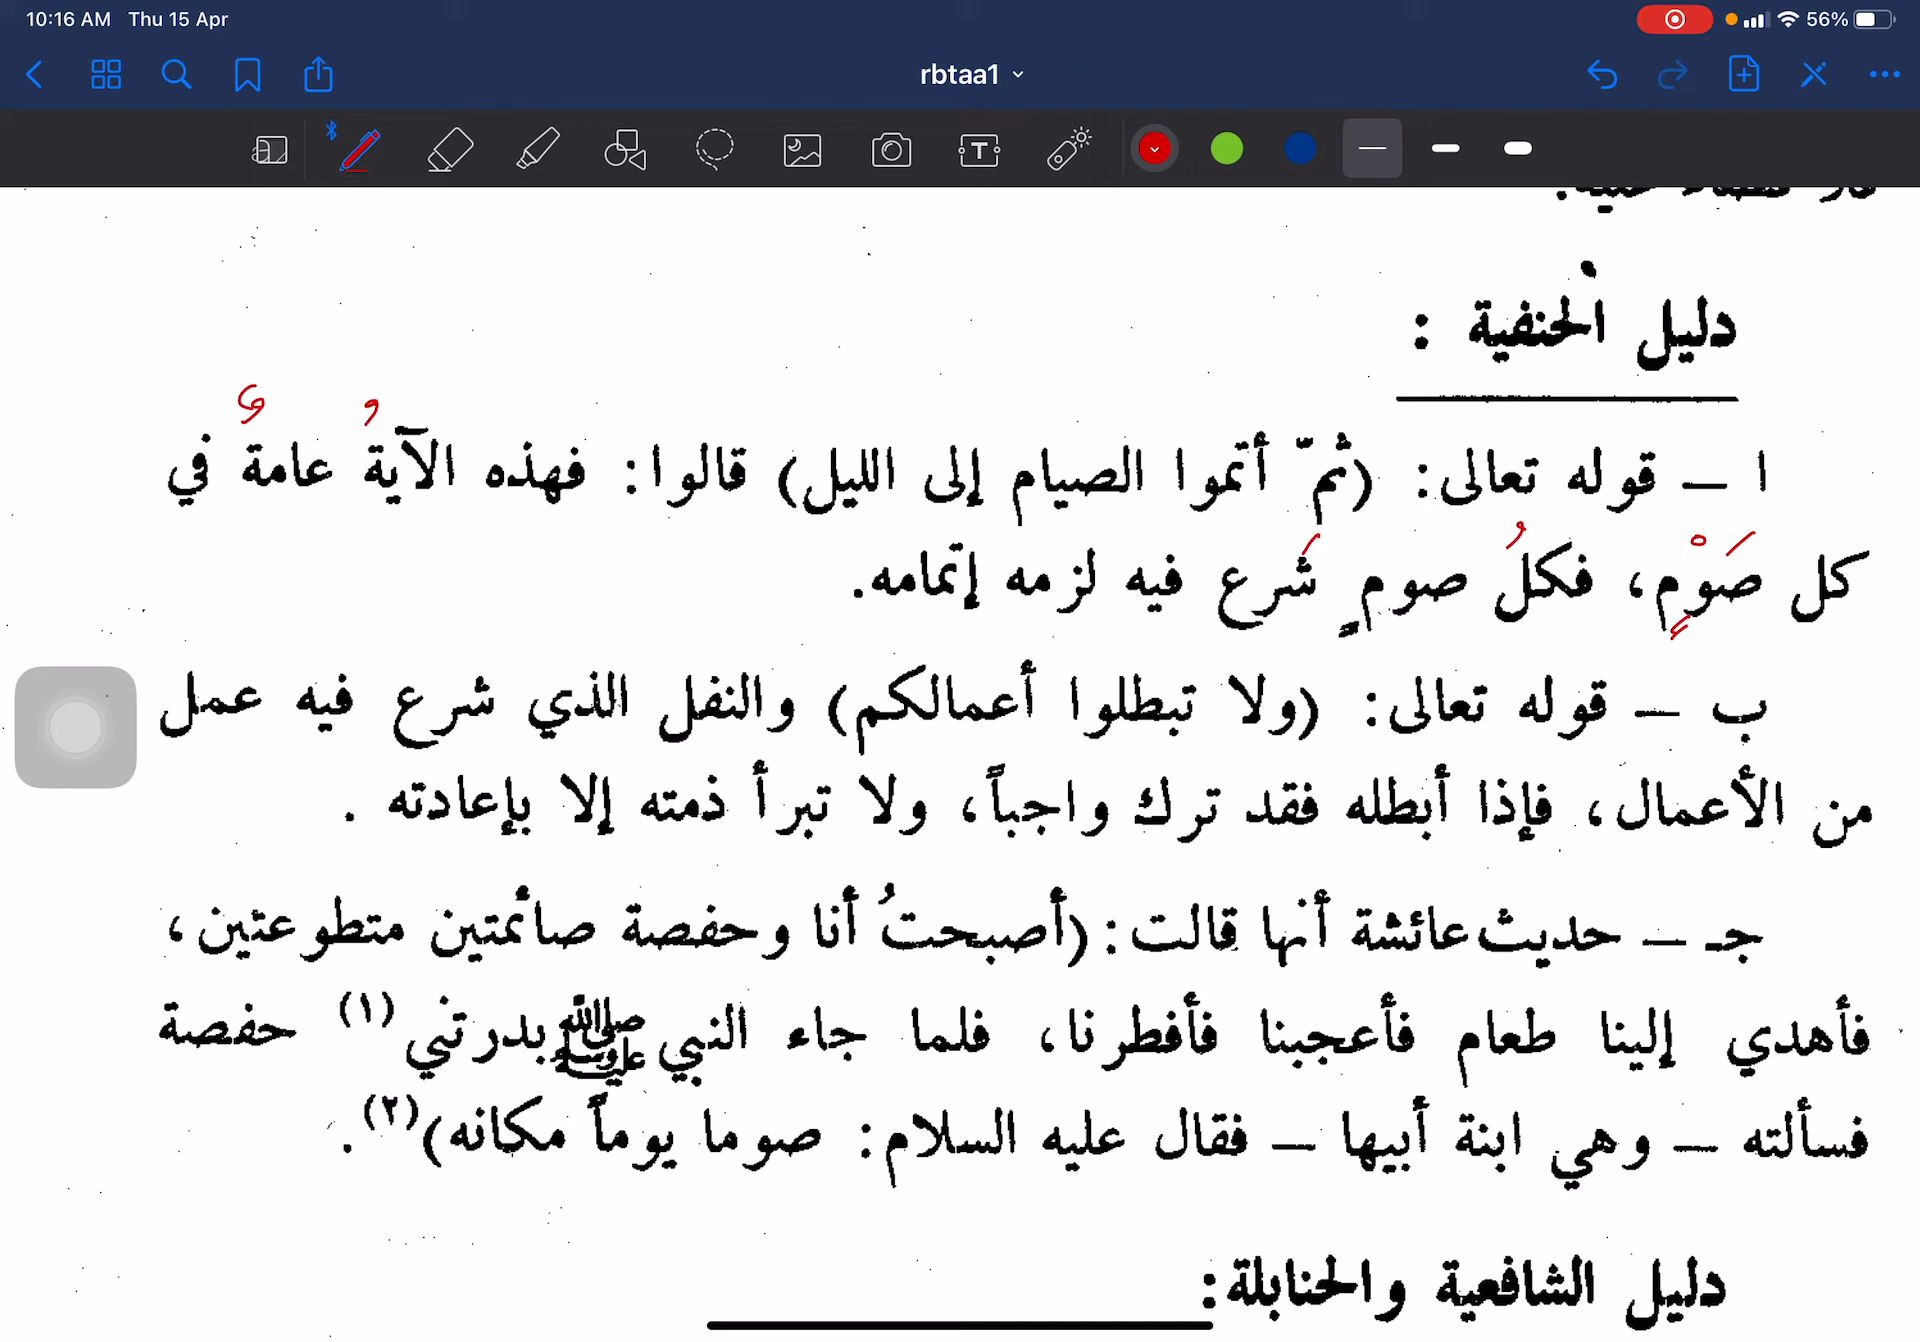 10:16 AM Thu 15 Apr
56%
rbtaa1
دليل الحنفية :
ا — قوله تعالى: (ثمّ أتموا الصيام إلى الليل) قالوا: فهذه الآيةُ عامةٌ في
كل صَوْمٍ، فكلُ صومٍ شَرع فيه لزمه إتمامه.
ب — قوله تعالى: (ولا تبطلوا أعمالكم) والنفل الذي شرع فيه عمل
من الأعمال، فإذا أبطله فقد ترك واجباً، ولا تبرأ ذمته إلا بإعادته .
جـ — حديث عائشة أنها قالت: (أصبحتُ أنا وحفصة صائمتين متطوعتين،
فأهدي إلينا طعام فأعجبنا فأفطرنا، فلما جاء النبي ﷺ بدرتني (١) حفصة
فسألته — وهي ابنة أبيها — فقال عليه السلام: صوما يوماً مكانه)(٢).
دليل الشافعية والحنابلة: